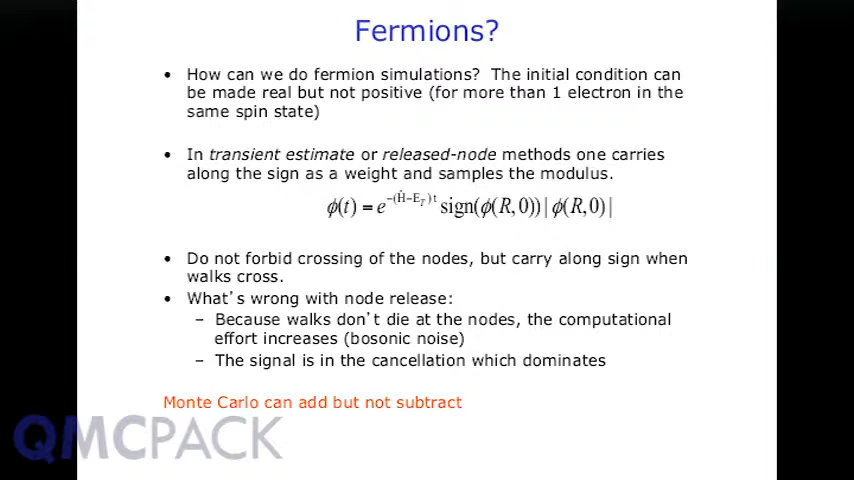 Fermions?
• How can we do fermion simulations? The initial condition can
be made real but not positive (for more than 1 electron in the
same spin state)
• In transient estimate or released-node methods one carries
along the sign as a weight and samples the modulus.
ϕ(t) = e^{-(Ĥ-E_T)t} sign(ϕ(R,0)) | ϕ(R,0) |
• Do not forbid crossing of the nodes, but carry along sign when
walks cross.
• What's wrong with node release:
– Because walks don't die at the nodes, the computational
effort increases (bosonic noise)
– The signal is in the cancellation which dominates
Monte Carlo can add but not subtract
QMCPACK